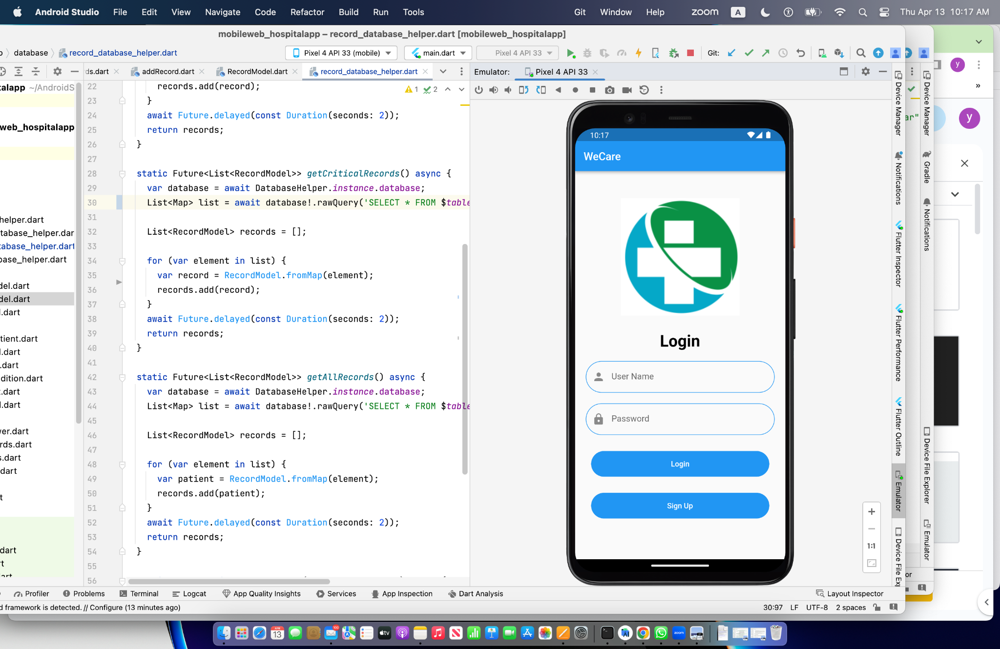 Android Studio File Edit View Navigate Code Refactor Build Run Tools Git Window Help zoom A Thu Apr 13 10:17 AM
mobileweb_hospitalapp – record_database_helper.dart [mobileweb_hospitalapp]
database record_database_helper.dart Pixel 4 API 33 (mobile) main.dart Pixel 4 API 33 Git:
ds.dart addRecord.dart RecordModel.dart record_database_helper.dart Emulator: Pixel 4 API 33
talapp ~/AndroidS
web_hospitalapp
helper.dart
tabase_helper.dar
tabase_helper.dart
base_helper.dart
del.dart
del.dart
l.dart
tient.dart
l.dart
.dart
dition.dart
t.dart
l.dart
ver.dart
rds.dart
s.dart
dart
t
dart
rt
1 2
22 records.add(record);
23 }
24 await Future.delayed(const Duration(seconds: 2));
25 return records;
26 }
27
28 static Future<List<RecordModel>> getCriticalRecords() async {
29 var database = await DatabaseHelper.instance.database;
30 List<Map> list = await database!.rawQuery('SELECT * FROM $table
31
32 List<RecordModel> records = [];
33
34 for (var element in list) {
35 var record = RecordModel.fromMap(element);
36 records.add(record);
37 }
38 await Future.delayed(const Duration(seconds: 2));
39 return records;
40 }
41
42 static Future<List<RecordModel>> getAllRecords() async {
43 var database = await DatabaseHelper.instance.database;
44 List<Map> list = await database!.rawQuery('SELECT * FROM $table
45
46 List<RecordModel> records = [];
47
48 for (var element in list) {
49 var patient = RecordModel.fromMap(element);
50 records.add(patient);
51 }
52 await Future.delayed(const Duration(seconds: 2));
53 return records;
54 }
55
56
10:17
WeCare
Login
User Name
Password
Login
Sign Up
1:1
Device Manager
Notifications
Flutter Inspector
Flutter Performance
Flutter Outline
Emulator
Device File Ex
Device Manager
Gradle
Notifications
Device File Explorer
Emulator
ar"
or
y
»
y
Profiler Problems Terminal Logcat App Quality Insights Services App Inspection Dart Analysis Layout Inspector
d framework is detected. // Configure (13 minutes ago) 30:97 LF UTF-8 2 spaces
APR
13
100
tv
zoom